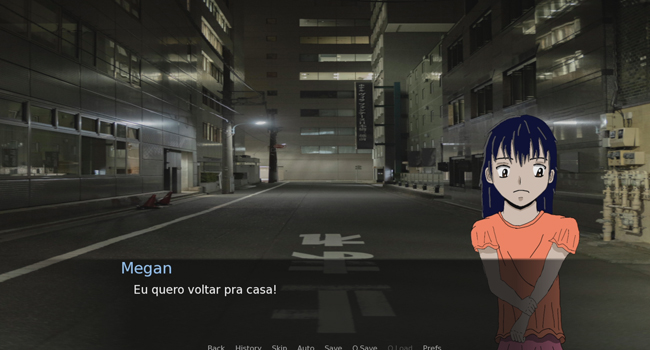 Megan
Eu quero voltar pra casa!
Back History Skip Auto Save Q.Save Q.Load Prefs